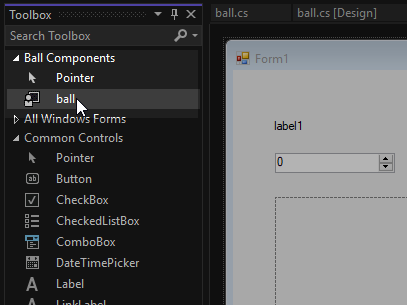 Toolbox
Search Toolbox
Ball Components
Pointer
ball
All Windows Forms
Common Controls
Pointer
Button
CheckBox
CheckedListBox
ComboBox
DateTimePicker
Label
LinkLabel
ball.cs
ball.cs [Design]
Form1
label1
0